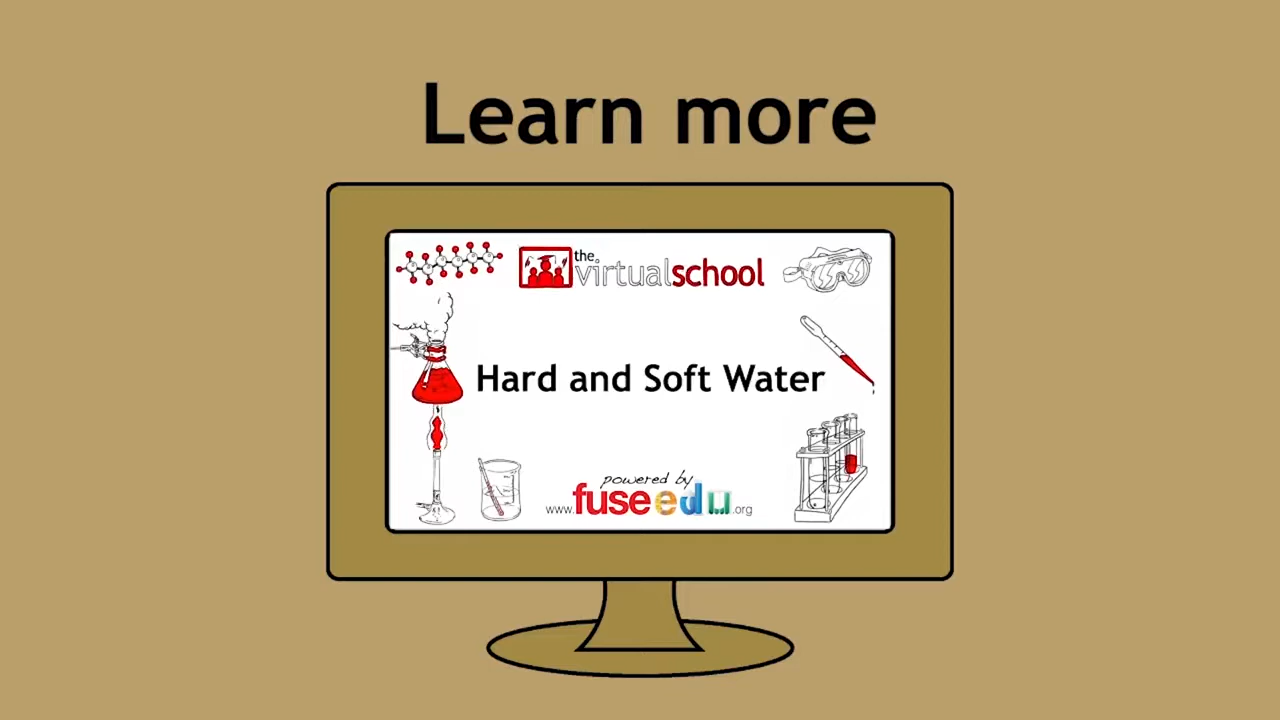 Learn more
the
virtualschool
Hard and Soft Water
powered by
www.fuseedu.org